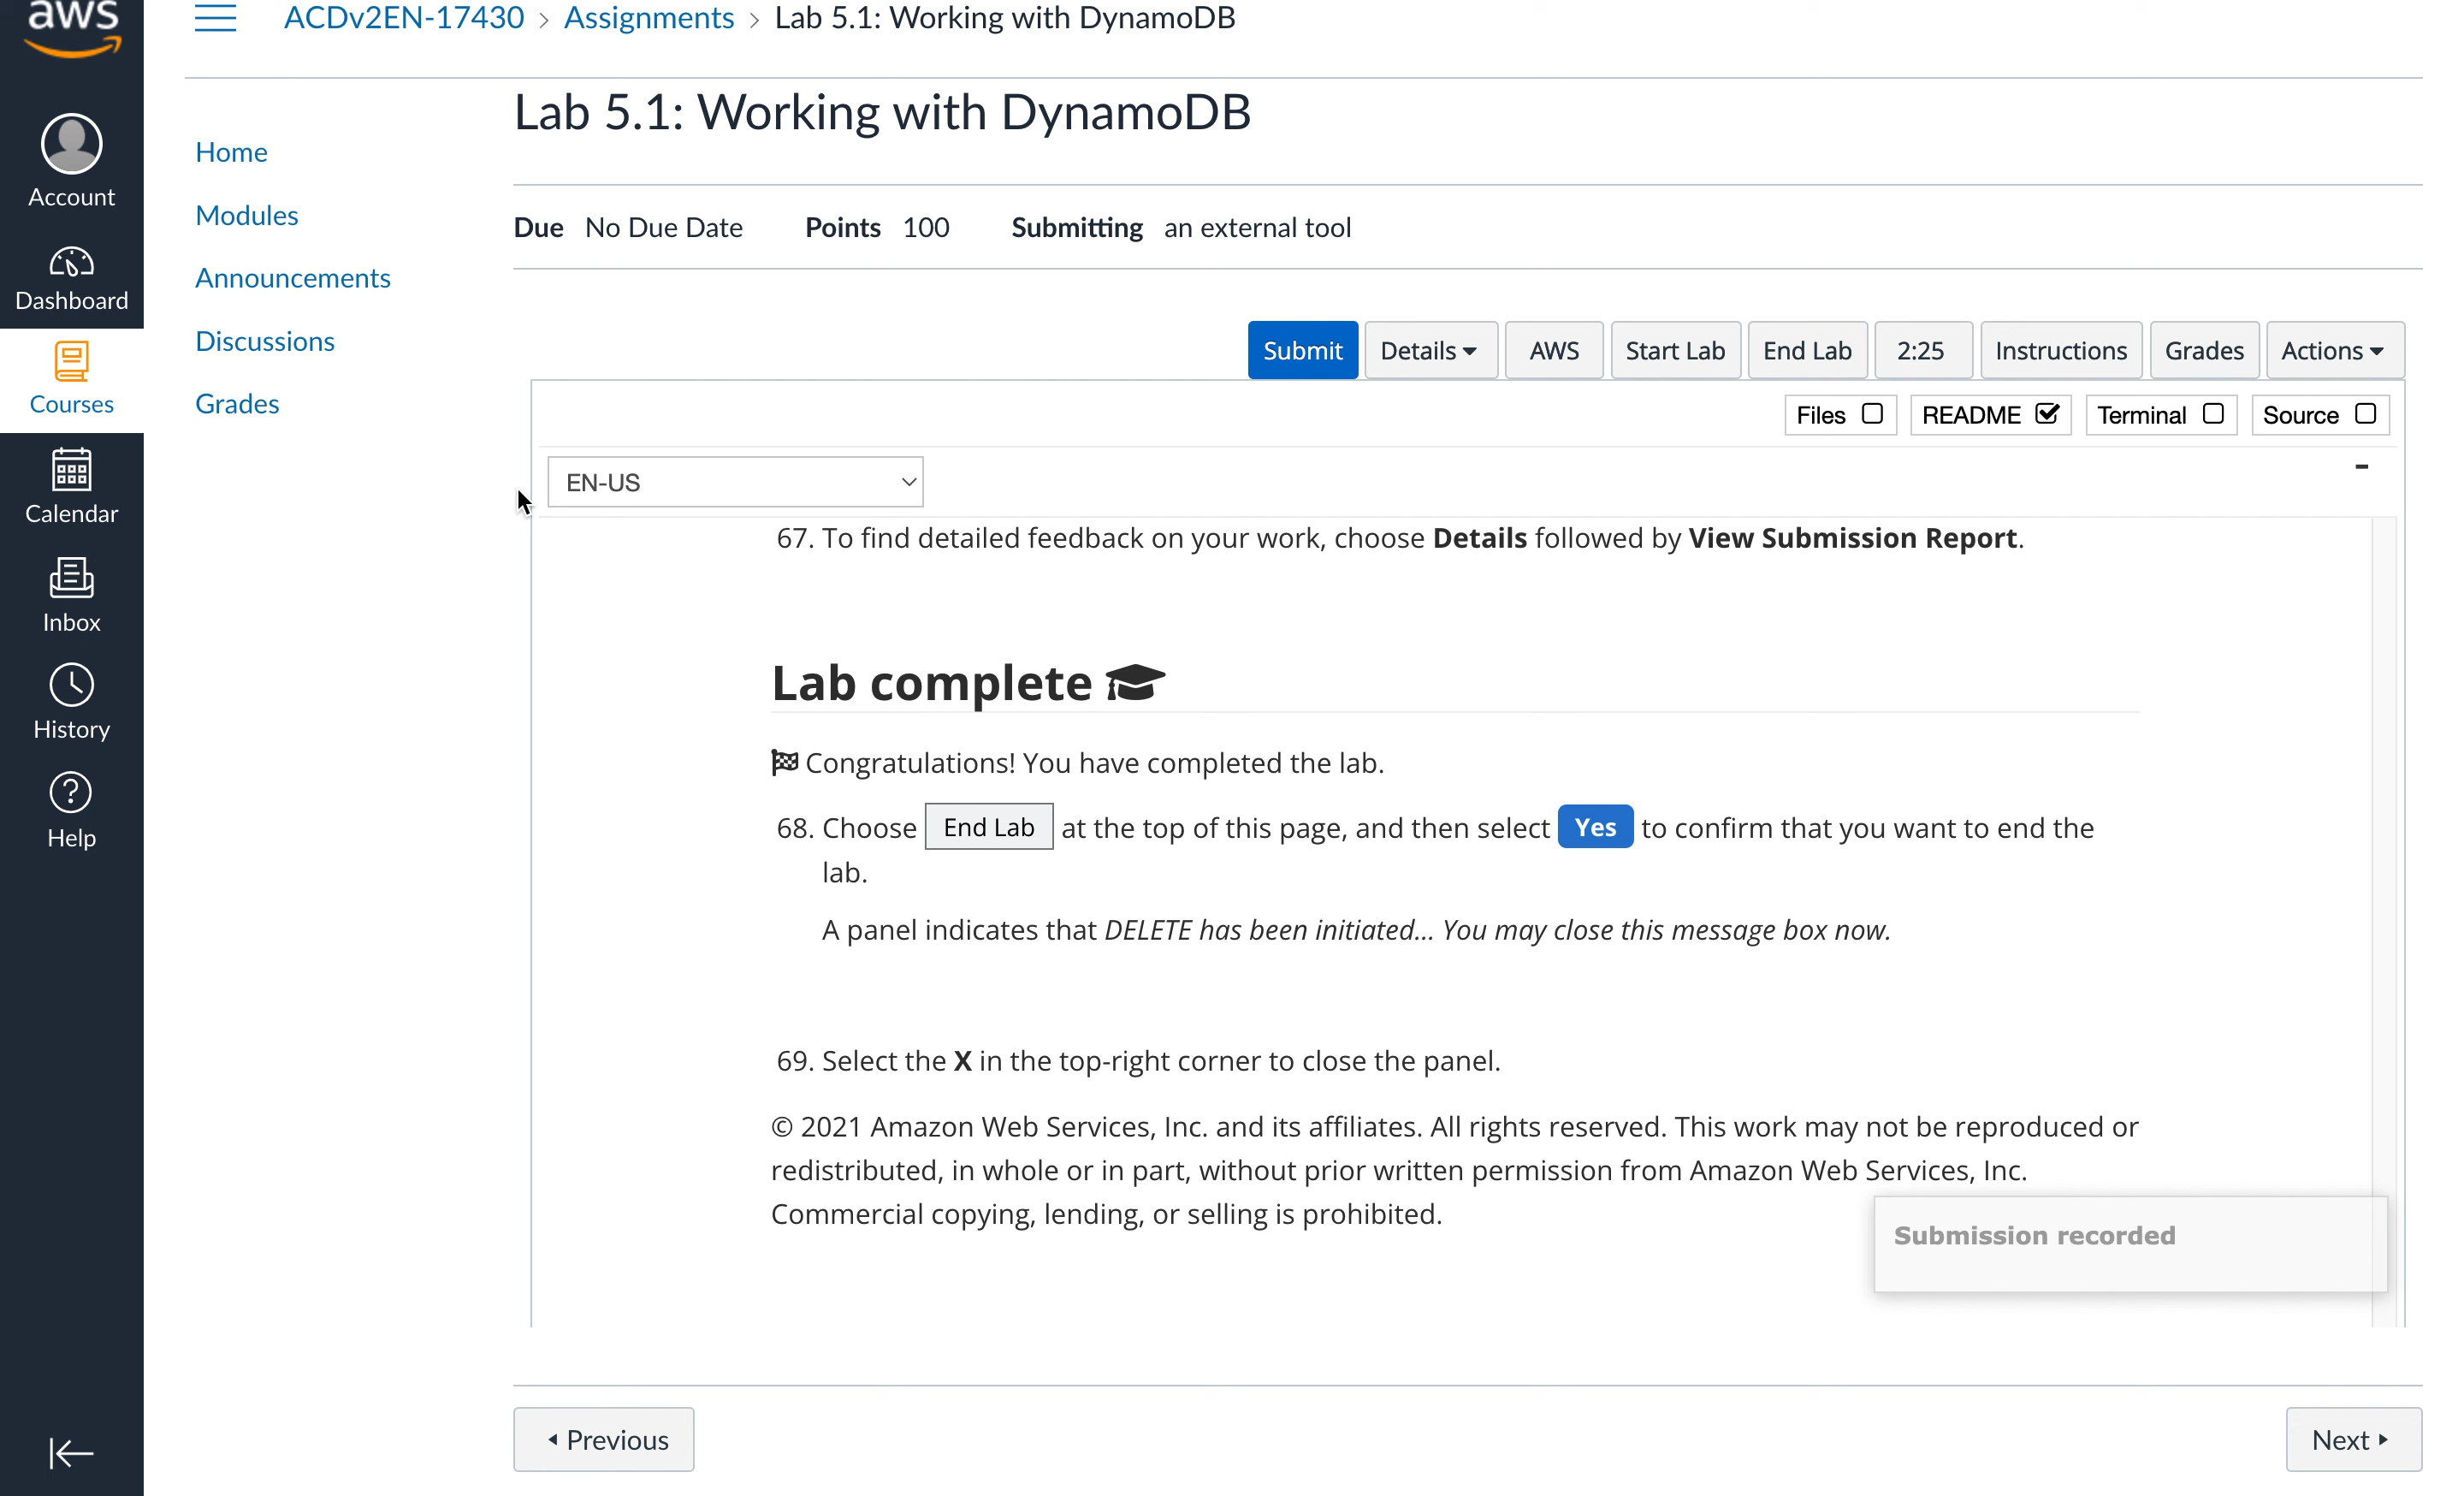 aws
ACDv2EN-17430 > Assignments > Lab 5.1: Working with DynamoDB
Lab 5.1: Working with DynamoDB
Account
Dashboard
Courses
Calendar
Inbox
History
Help
Home
Modules
Announcements
Discussions
Grades
Due No Due Date Points 100 Submitting an external tool
Submit Details AWS Start Lab End Lab 2:25 Instructions Grades Actions
Files README Terminal Source
EN-US
67. To find detailed feedback on your work, choose Details followed by View Submission Report.
Lab complete
Congratulations! You have completed the lab.
68. Choose End Lab at the top of this page, and then select Yes to confirm that you want to end the
lab.
A panel indicates that DELETE has been initiated... You may close this message box now.
69. Select the X in the top-right corner to close the panel.
© 2021 Amazon Web Services, Inc. and its affiliates. All rights reserved. This work may not be reproduced or
redistributed, in whole or in part, without prior written permission from Amazon Web Services, Inc.
Commercial copying, lending, or selling is prohibited.
Submission recorded
Previous
Next